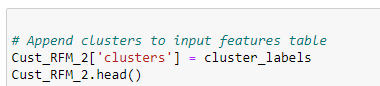 # Append clusters to input features table
Cust_RFM_2['clusters'] = cluster_labels
Cust_RFM_2.head()